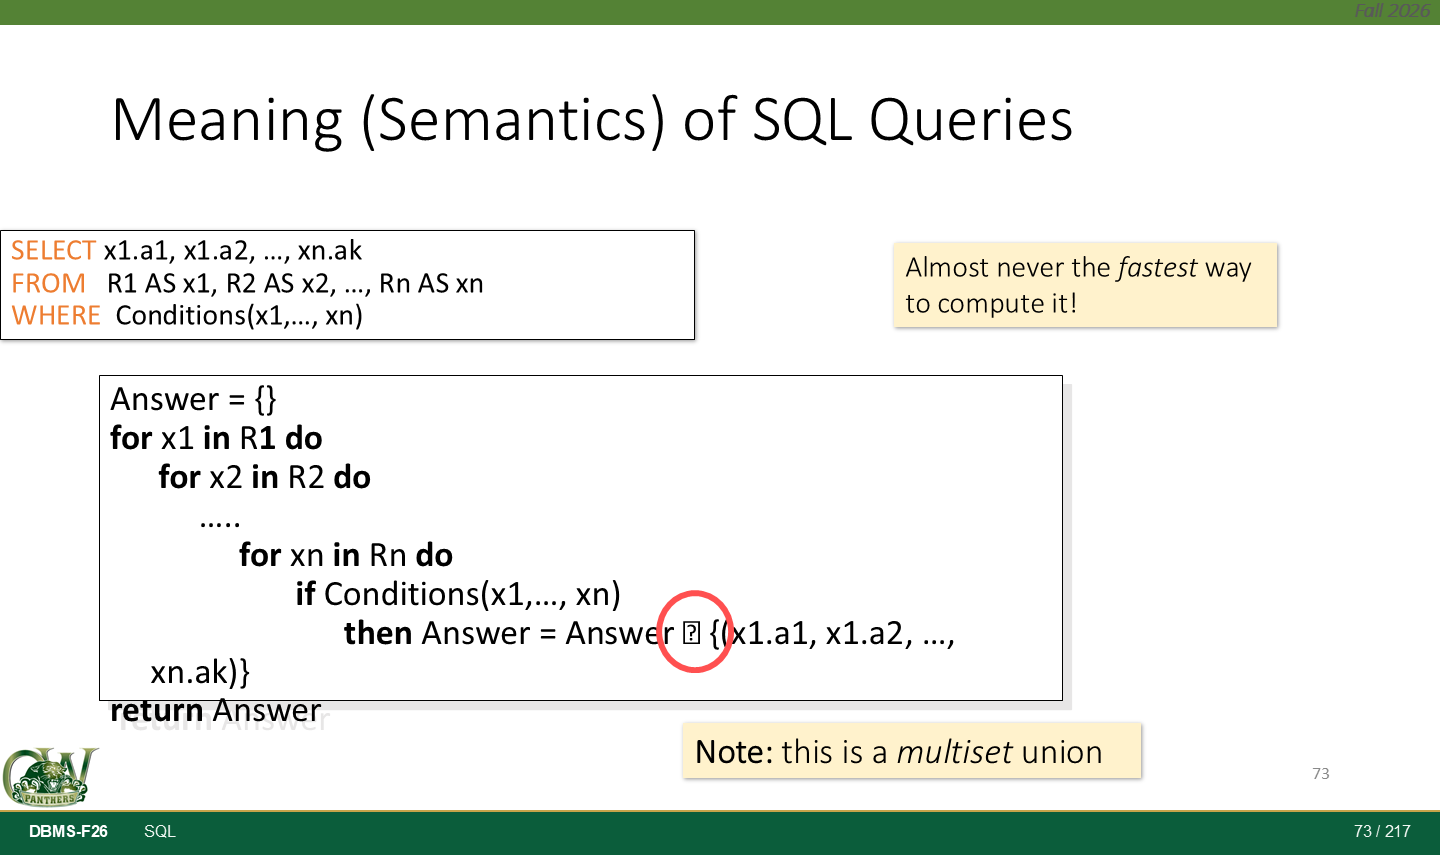 Fall 2026
Meaning (Semantics) of SQL Queries
SELECT x1.a1, x1.a2, …, xn.ak
FROM R1 AS x1, R2 AS x2, …, Rn AS xn
WHERE Conditions(x1,…, xn)
Almost never the fastest way
to compute it!
Answer = {}
for x1 in R1 do
for x2 in R2 do
…..
for xn in Rn do
if Conditions(x1,…, xn)
then Answer = Answer ⍰ {(x1.a1, x1.a2, …,
xn.ak)}
return Answer
Note: this is a multiset union
PANTHERS
73
DBMS-F26 SQL 73 / 217